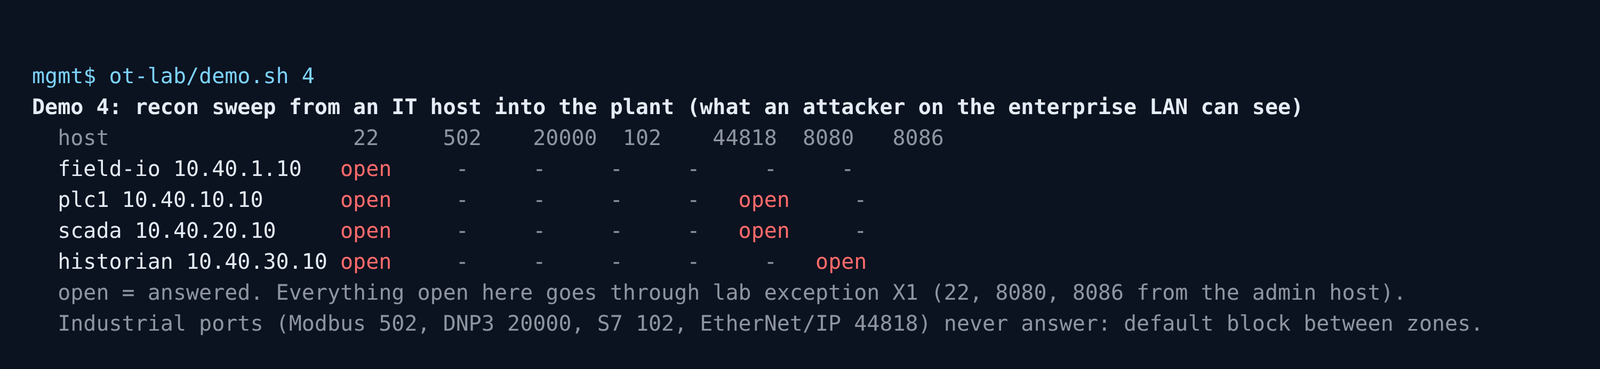 mgmt$ ot-lab/demo.sh 4
Demo 4: recon sweep from an IT host into the plant (what an attacker on the enterprise LAN can see)
host 22 502 20000 102 44818 8080 8086
field-io 10.40.1.10 open - - - - - -
plc1 10.40.10.10 open - - - - open -
scada 10.40.20.10 open - - - - open -
historian 10.40.30.10 open - - - - - open
open = answered. Everything open here goes through lab exception X1 (22, 8080, 8086 from the admin host).
Industrial ports (Modbus 502, DNP3 20000, S7 102, EtherNet/IP 44818) never answer: default block between zones.